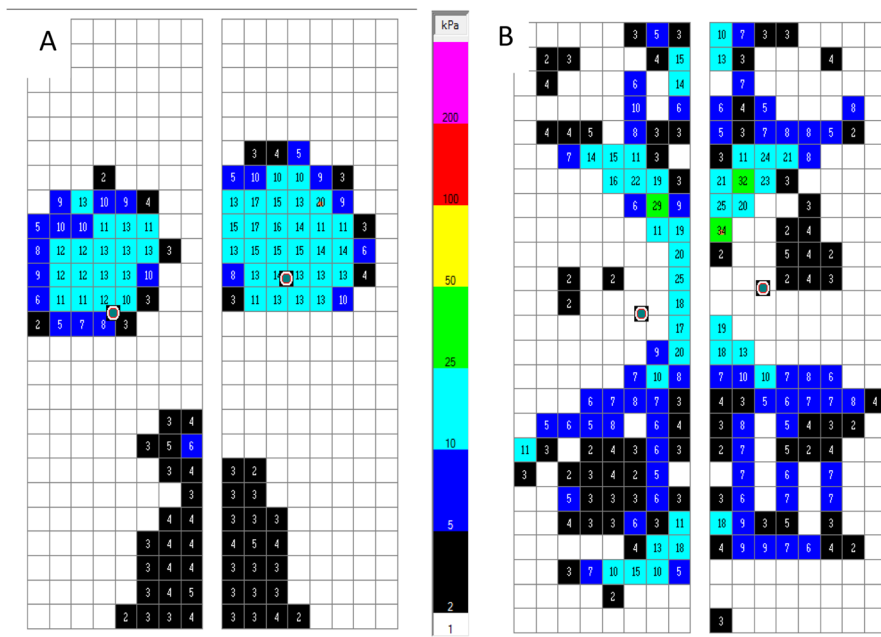 A
3 4 5
2 5 10 10 10 9 3
9 13 10 9 4 13 17 15 13 20 9
5 10 10 11 11 13 15 17 16 14 11 11 3
8 12 12 13 13 13 3 13 15 15 15 14 14 6
9 12 12 13 13 10 8 13 14 13 13 13 4
6 11 11 12 10 3 3 11 13 13 13 10
2 5 7 8 3
3 4
3 5 6
3 4 3 2
3 3 3
4 4 3 3 3
3 4 4 4 5 4
3 4 4 3 3 3
3 4 5 3 3 3
2 3 3 4 3 3 4 2
kPa
200
100
50
25
10
5
2
1
B
3 5 3 10 7 3 3
2 3 4 15 13 3 4
4 6 14 7
10 6 6 4 5 8
4 4 5 8 3 3 5 3 7 8 8 5 2
7 14 15 11 3 3 11 24 21 8
16 22 19 3 21 32 23 3
6 29 9 25 20 3
11 19 34 2 4
20 2 5 4 2
2 2 25 2 4 3
2 18
17 19
9 20 18 13
7 10 8 7 10 10 7 8 6
6 7 8 7 3 4 3 5 6 7 7 8 4
5 6 5 8 6 4 3 8 5 4 3 2
11 3 2 4 3 6 3 2 7 5 2 4
3 2 3 4 2 5 7 6 7
5 3 3 3 6 3 3 6 7 7
4 3 3 6 3 11 18 9 3 5 3
4 13 18 4 9 9 7 6 4 2
3 7 10 15 10 5
2
3